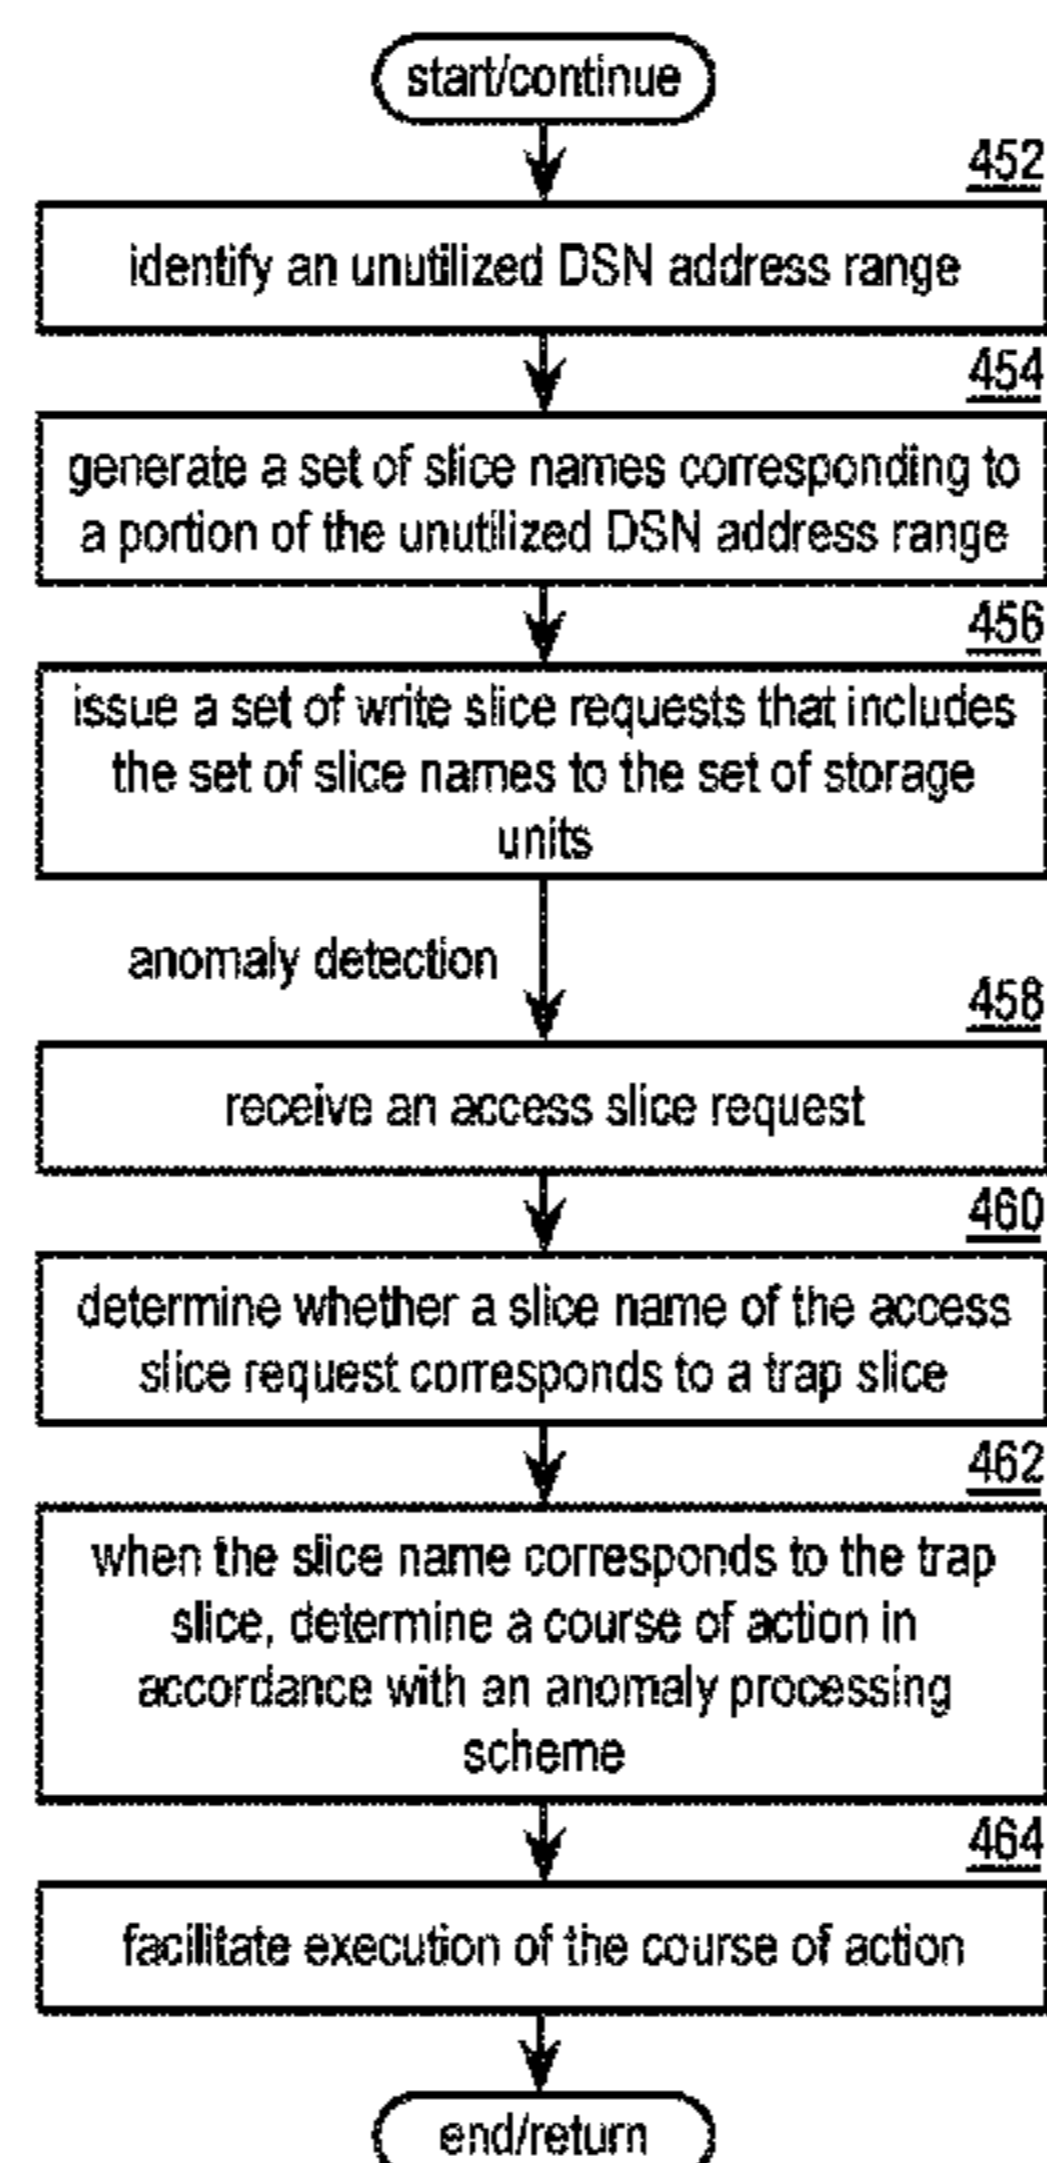 start/continue
452
identify an unutilized DSN address range
454
generate a set of slice names corresponding to
a portion of the unutilized DSN address range
456
issue a set of write slice requests that includes
the set of slice names to the set of storage
units
anomaly detection
458
receive an access slice request
460
determine whether a slice name of the access
slice request corresponds to a trap slice
462
when the slice name corresponds to the trap
slice, determine a course of action in
accordance with an anomaly processing
scheme
464
facilitate execution of the course of action
end/return